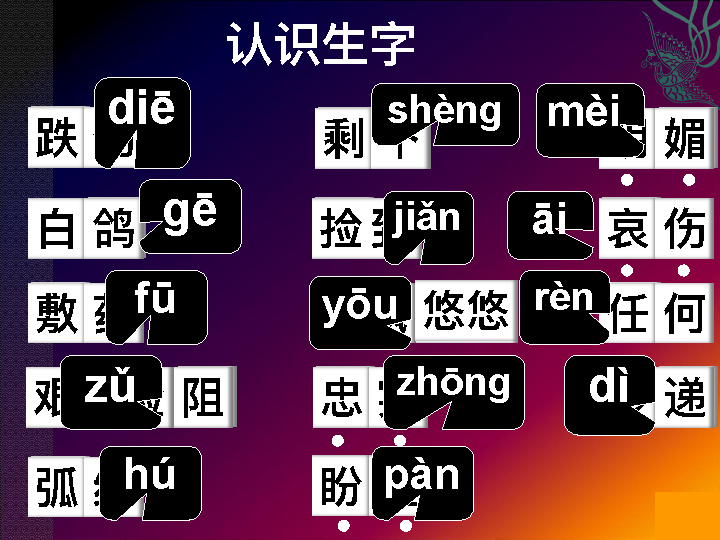 认识生字
diē shèng mèi
跌 剩 媚
gē jiǎn āi
白鸽 捡 哀伤
fū yōu rèn
敷 悠悠 任何
zǔ zhōng dì
阻 忠 递
hú pàn
弧 盼